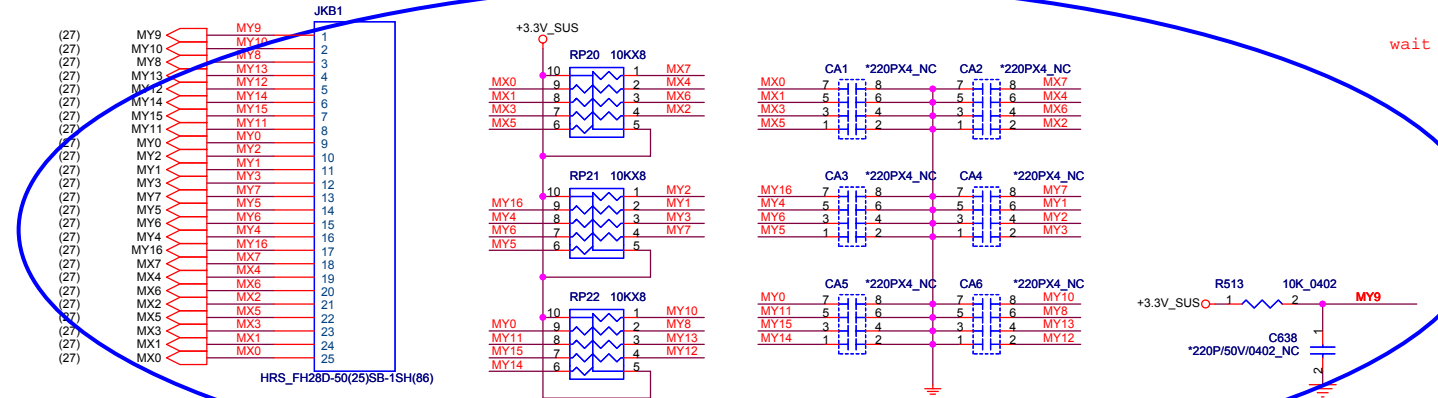 JKB1
(27) MY9 MY9 1
(27) MY10 MY10 2
(27) MY8 MY8 3
(27) MY13 MY13 4
(27) MY12 MY12 5
(27) MY14 MY14 6
(27) MY15 MY15 7
(27) MY11 MY11 8
(27) MY0 MY0 9
(27) MY2 MY2 10
(27) MY1 MY1 11
(27) MY3 MY3 12
(27) MY7 MY7 13
(27) MY5 MY5 14
(27) MY6 MY6 15
(27) MY4 MY4 16
(27) MY16 MY16 17
(27) MX7 MX7 18
(27) MX4 MX4 19
(27) MX6 MX6 20
(27) MX2 MX2 21
(27) MX5 MX5 22
(27) MX3 MX3 23
(27) MX1 MX1 24
(27) MX0 MX0 25
HRS_FH28D-50(25)SB-1SH(86)
+3.3V_SUS
RP20 10KX8
10 1 MX7
MX0 9 2 MX4
MX1 8 3 MX6
MX3 7 4 MX2
MX5 6 5
RP21 10KX8
10 1 MY2
MY16 9 2 MY1
MY4 8 3 MY3
MY6 7 4 MY7
MY5 6 5
RP22 10KX8
10 1 MY10
MY0 9 2 MY8
MY11 8 3 MY13
MY15 7 4 MY12
MY14 6 5
CA1 *220PX4_NC
MX0 7 8
MX1 5 6
MX3 3 4
MX5 1 2
CA2 *220PX4_NC
7 8 MX7
5 6 MX4
3 4 MX6
1 2 MX2
CA3 *220PX4_NC
MY16 7 8
MY4 5 6
MY6 3 4
MY5 1 2
CA4 *220PX4_NC
7 8 MY7
5 6 MY1
3 4 MY2
1 2 MY3
CA5 *220PX4_NC
MY0 7 8
MY11 5 6
MY15 3 4
MY14 1 2
CA6 *220PX4_NC
7 8 MY10
5 6 MY8
3 4 MY13
1 2 MY12
wait
R513 10K_0402
+3.3V_SUS 1 2 MY9
1
C638
*220P/50V/0402_NC
2